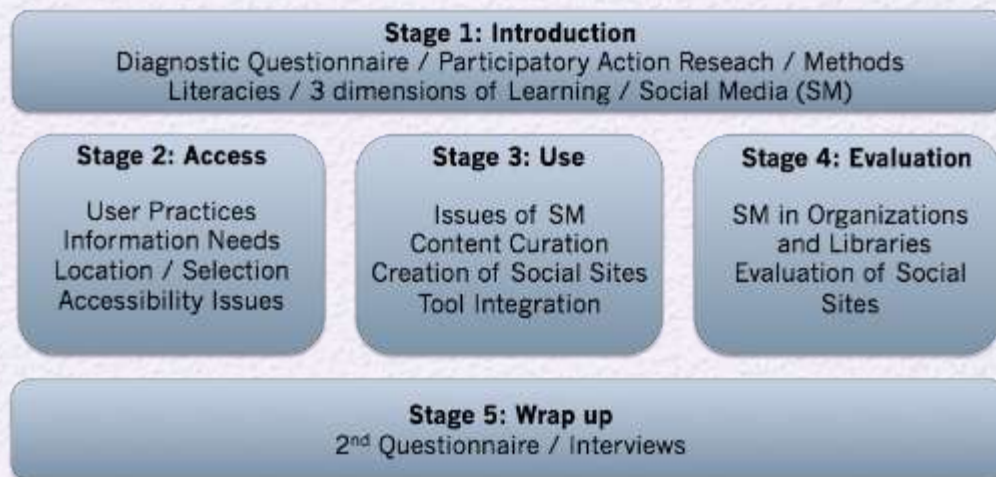 Stage 1: Introduction
Diagnostic Questionnaire / Participatory Action Reseach / Methods
Literacies / 3 dimensions of Learning / Social Media (SM)
Stage 2: Access
User Practices
Information Needs
Location / Selection
Accessibility Issues
Stage 3: Use
Issues of SM
Content Curation
Creation of Social Sites
Tool Integration
Stage 4: Evaluation
SM in Organizations
and Libraries
Evaluation of Social
Sites
Stage 5: Wrap up
2nd Questionnaire / Interviews